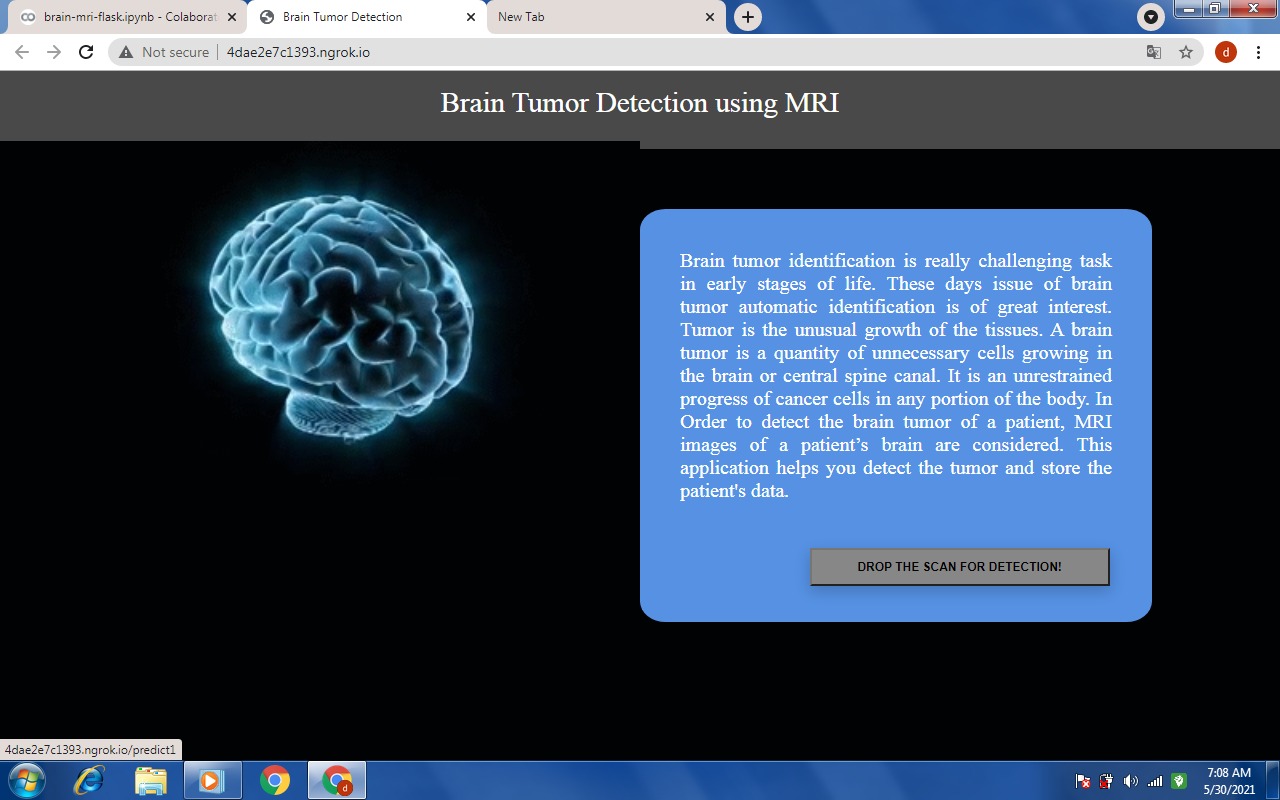 brain-mri-flask.ipynb - Colaborat
Brain Tumor Detection
New Tab
Not secure
4dae2e7c1393.ngrok.io
d
Brain Tumor Detection using MRI
Brain tumor identification is really challenging task
in early stages of life. These days issue of brain
tumor automatic identification is of great interest.
Tumor is the unusual growth of the tissues. A brain
tumor is a quantity of unnecessary cells growing in
the brain or central spine canal. It is an unrestrained
progress of cancer cells in any portion of the body. In
Order to detect the brain tumor of a patient, MRI
images of a patient’s brain are considered. This
application helps you detect the tumor and store the
patient's data.
DROP THE SCAN FOR DETECTION!
4dae2e7c1393.ngrok.io/predict1
d
7:08 AM
5/30/2021